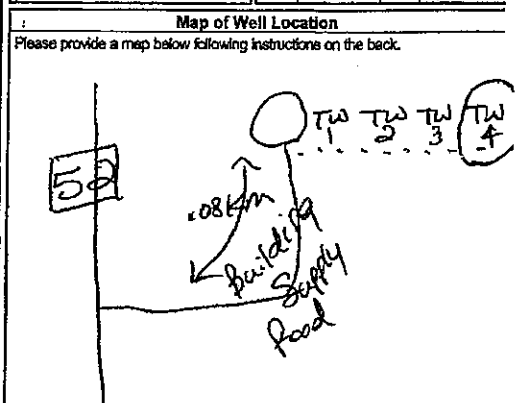 Map of Well Location
Please provide a map below following instructions on the back.
TW TW TW TW
1 2 3 4
52
.08 Km
Building
Supply
Road